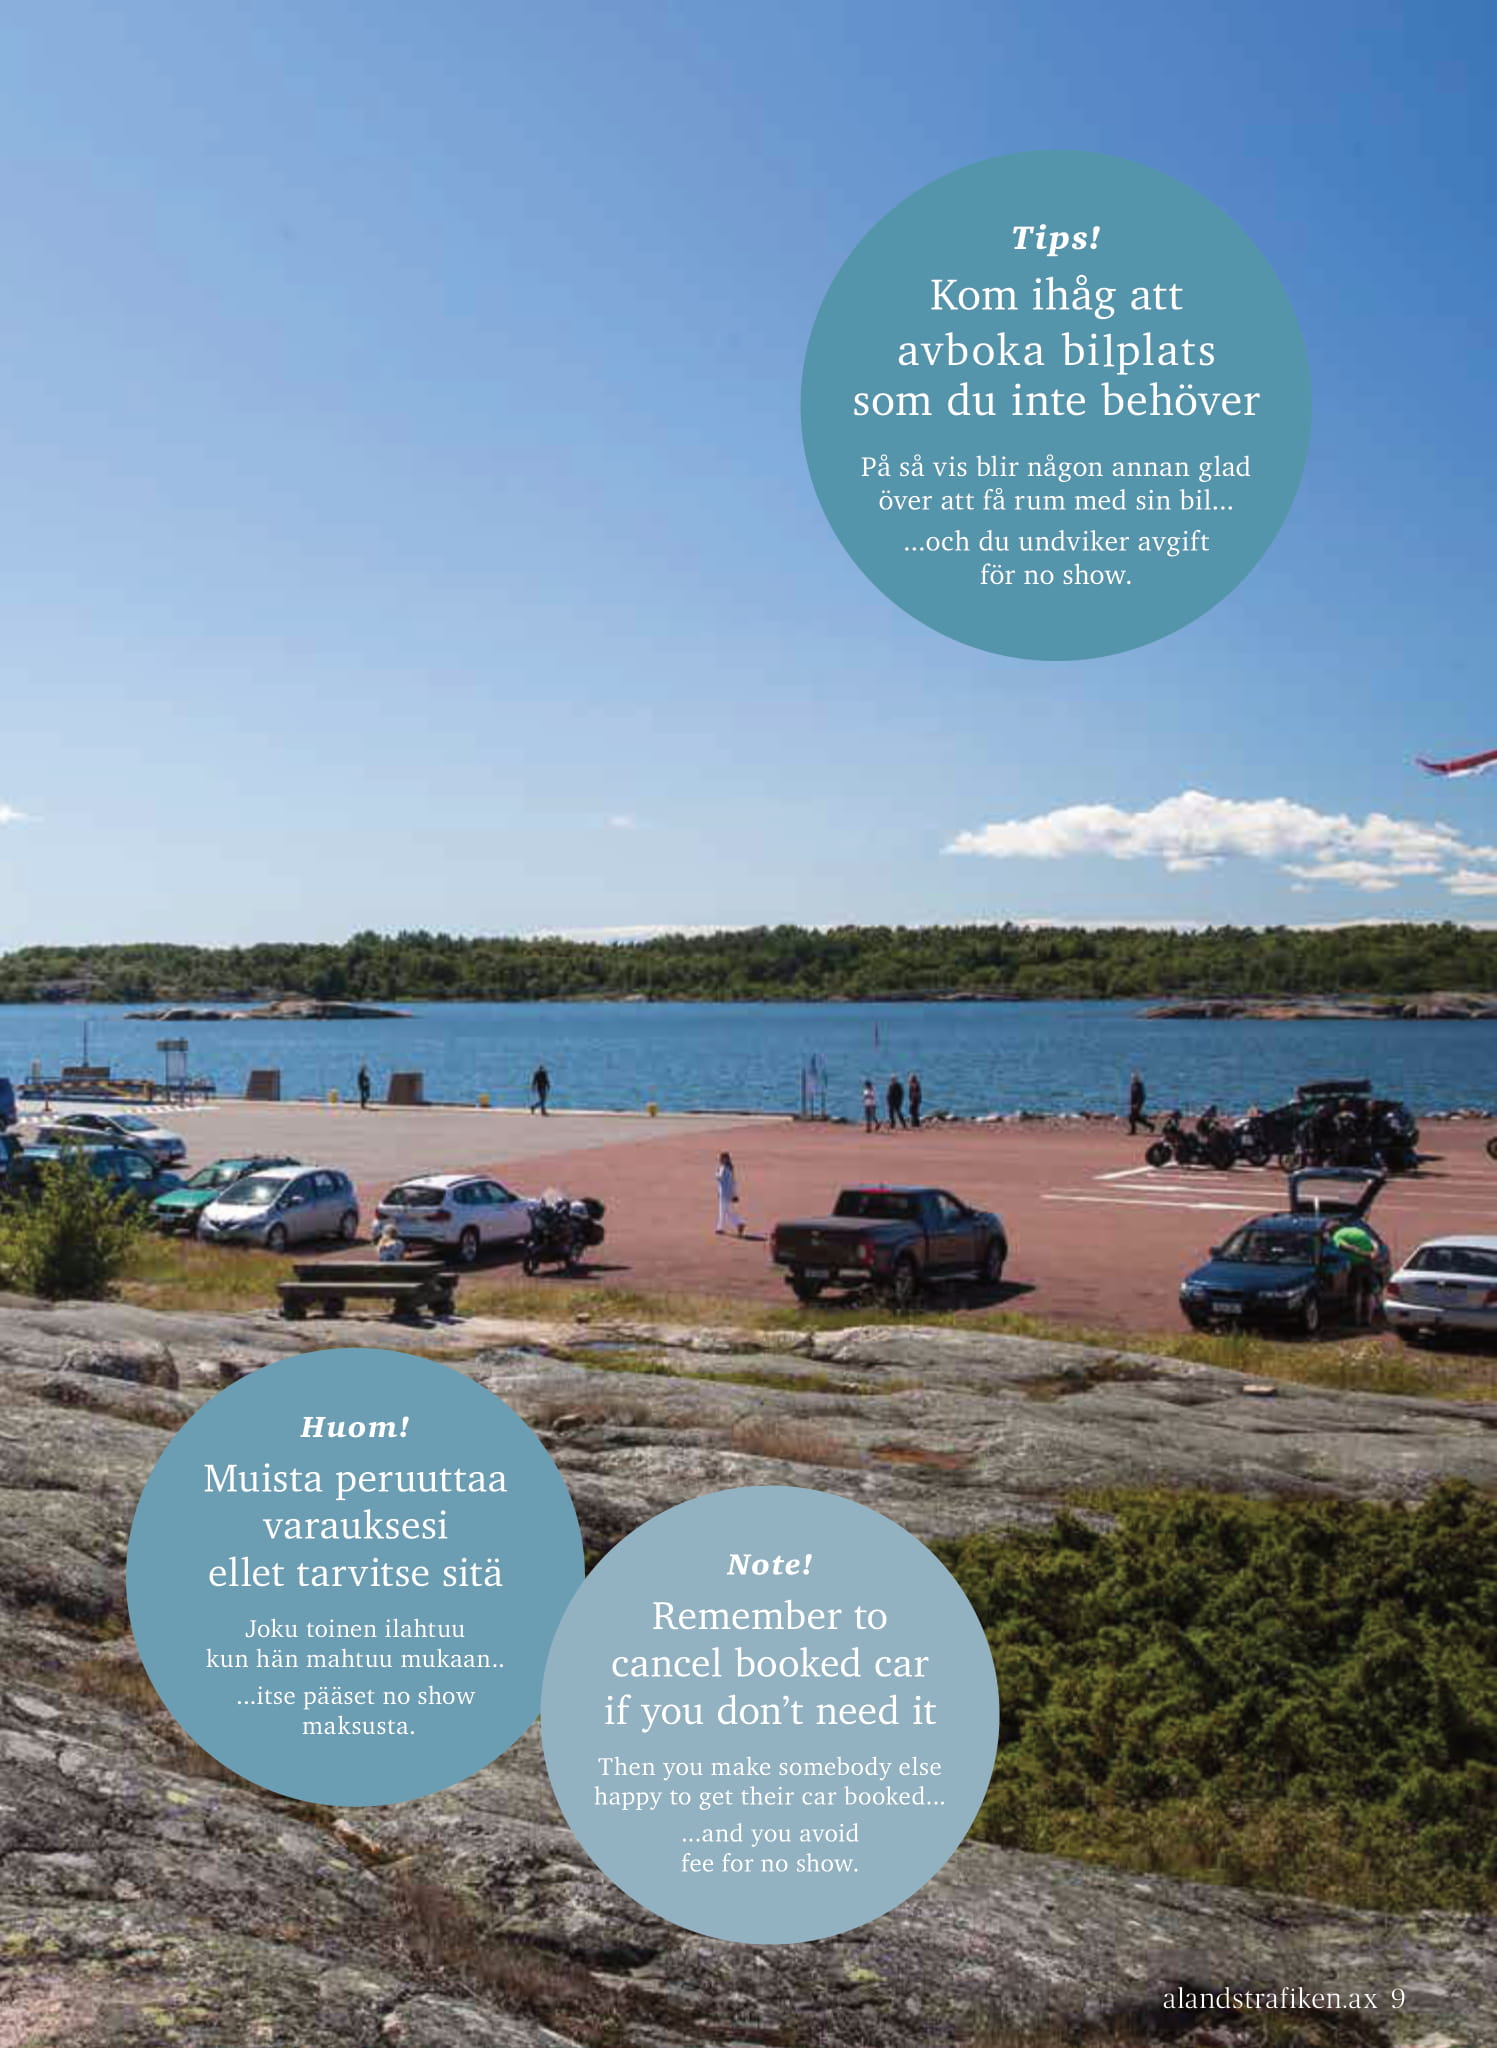 Tips!
Kom ihåg att
avboka bilplats
som du inte behöver
På så vis blir någon annan glad
över att få rum med sin bil...
...och du undviker avgift
för no show.
Huom!
Muista peruuttaa
varauksesi
ellet tarvitse sitä
Joku toinen ilahtuu
kun hän mahtuu mukaan..
...itse pääset no show
maksusta.
Note!
Remember to
cancel booked car
if you don’t need it
Then you make somebody else
happy to get their car booked...
...and you avoid
fee for no show.
alandstrafiken.ax 9